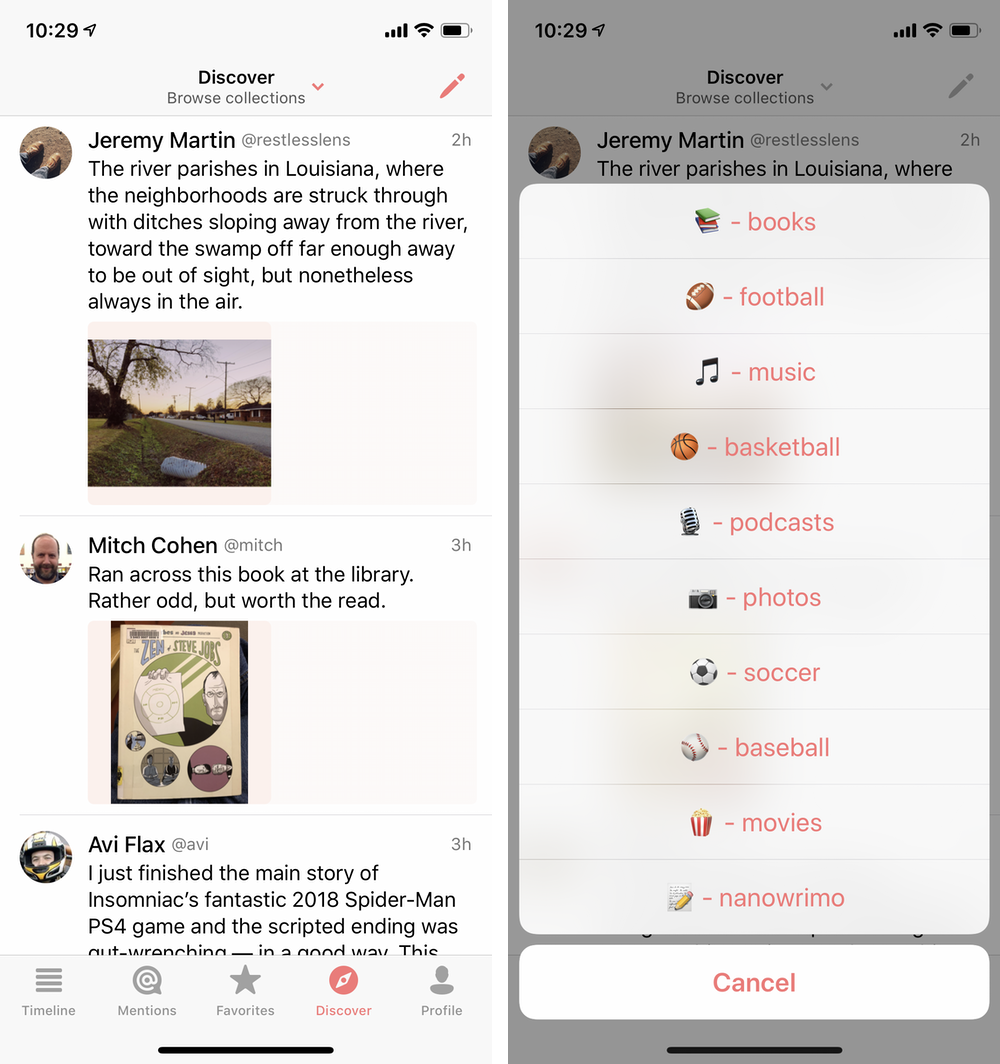 10:29
Discover
Browse collections
Jeremy Martin @restlesslens 2h
The river parishes in Louisiana, where
the neighborhoods are struck through
with ditches sloping away from the river,
toward the swamp off far enough away
to be out of sight, but nonetheless
always in the air.
Mitch Cohen @mitch 3h
Ran across this book at the library.
Rather odd, but worth the read.
THE
ZEN of STEVE JOBS
Avi Flax @avi 3h
I just finished the main story of
Insomniac’s fantastic 2018 Spider-Man
PS4 game and the scripted ending was
gut-wrenching — in a good way. This
Timeline
Mentions
Favorites
Discover
Profile
10:29
Discover
Browse collections
Jeremy Martin @restlesslens 2h
The river parishes in Louisiana, where
- books
- football
- music
- basketball
- podcasts
- photos
- soccer
- baseball
- movies
- nanowrimo
Cancel